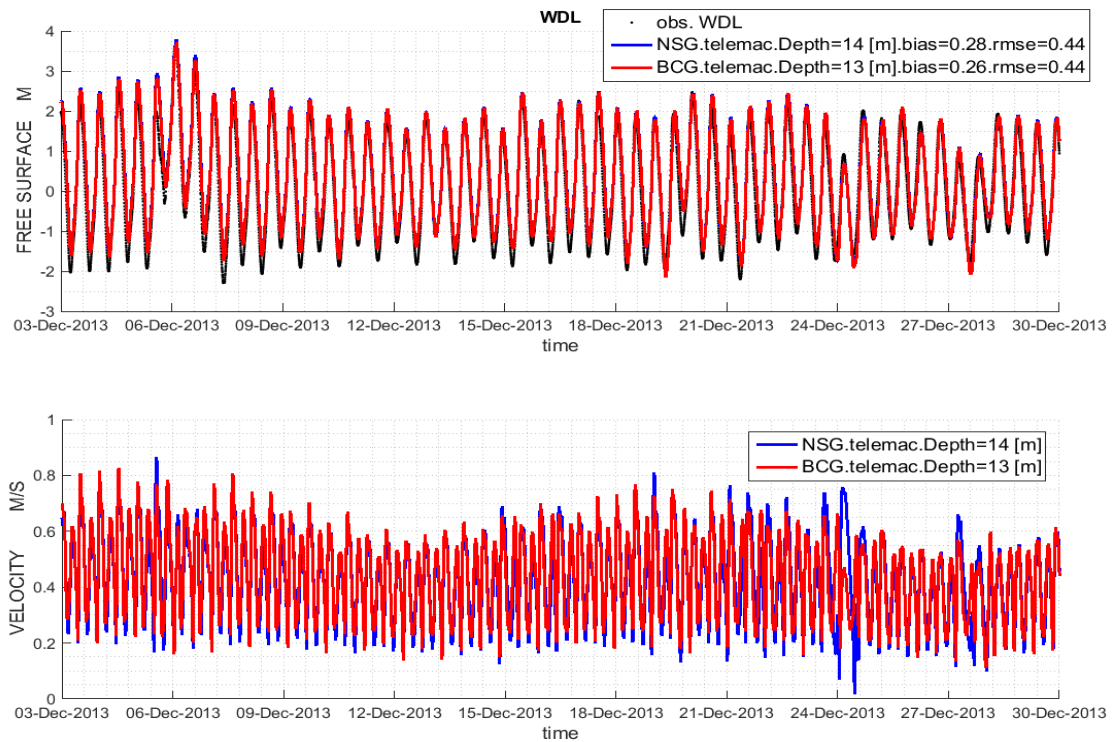 WDL
obs. WDL
NSG.telemac.Depth=14 [m].bias=0.28.rmse=0.44
BCG.telemac.Depth=13 [m].bias=0.26.rmse=0.44
4
3
2
1
0
-1
-2
-3
FREE SURFACE M
03-Dec-2013 06-Dec-2013 09-Dec-2013 12-Dec-2013 15-Dec-2013 18-Dec-2013 21-Dec-2013 24-Dec-2013 27-Dec-2013 30-Dec-2013
time
NSG.telemac.Depth=14 [m]
BCG.telemac.Depth=13 [m]
1
0.8
0.6
0.4
0.2
0
VELOCITY M/S
03-Dec-2013 06-Dec-2013 09-Dec-2013 12-Dec-2013 15-Dec-2013 18-Dec-2013 21-Dec-2013 24-Dec-2013 27-Dec-2013 30-Dec-2013
time